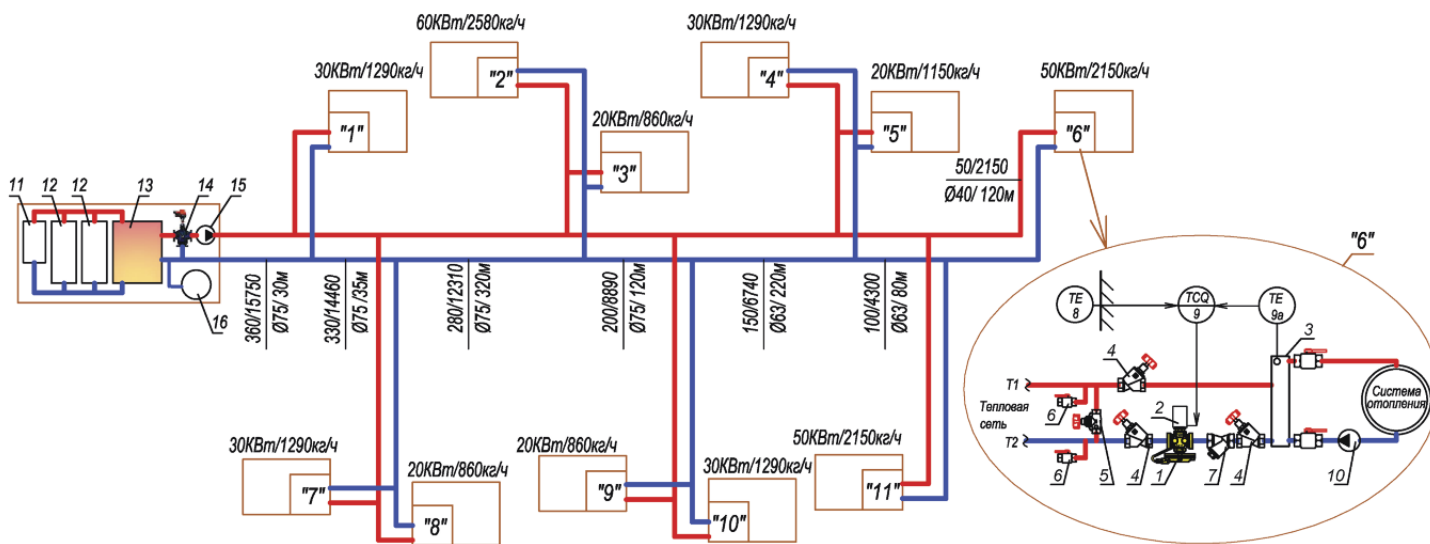 60КВт/2580кг/ч
30КВт/1290кг/ч
30КВт/1290кг/ч
20КВт/1150кг/ч
50КВт/2150кг/ч
"2"
"4"
"1"
20КВт/860кг/ч
"5"
"6"
"3"
50/2150
Ø40/ 120м
11
12
12
13
14
15
16
360/15750
Ø75/ 30м
330/14460
Ø75/ 35м
280/12310
Ø75/ 320м
200/8890
Ø75/ 120м
150/6740
Ø63/ 220м
100/4300
Ø63/ 80м
"6"
TE
8
TCQ
9
TE
9а
3
4
T1
Тепловая
сеть
T2
6
2
Система
отопления
6
5
4
1
7
4
10
30КВт/1290кг/ч
20КВт/860кг/ч
20КВт/860кг/ч
30КВт/1290кг/ч
50КВт/2150кг/ч
"7"
"8"
"9"
"10"
"11"